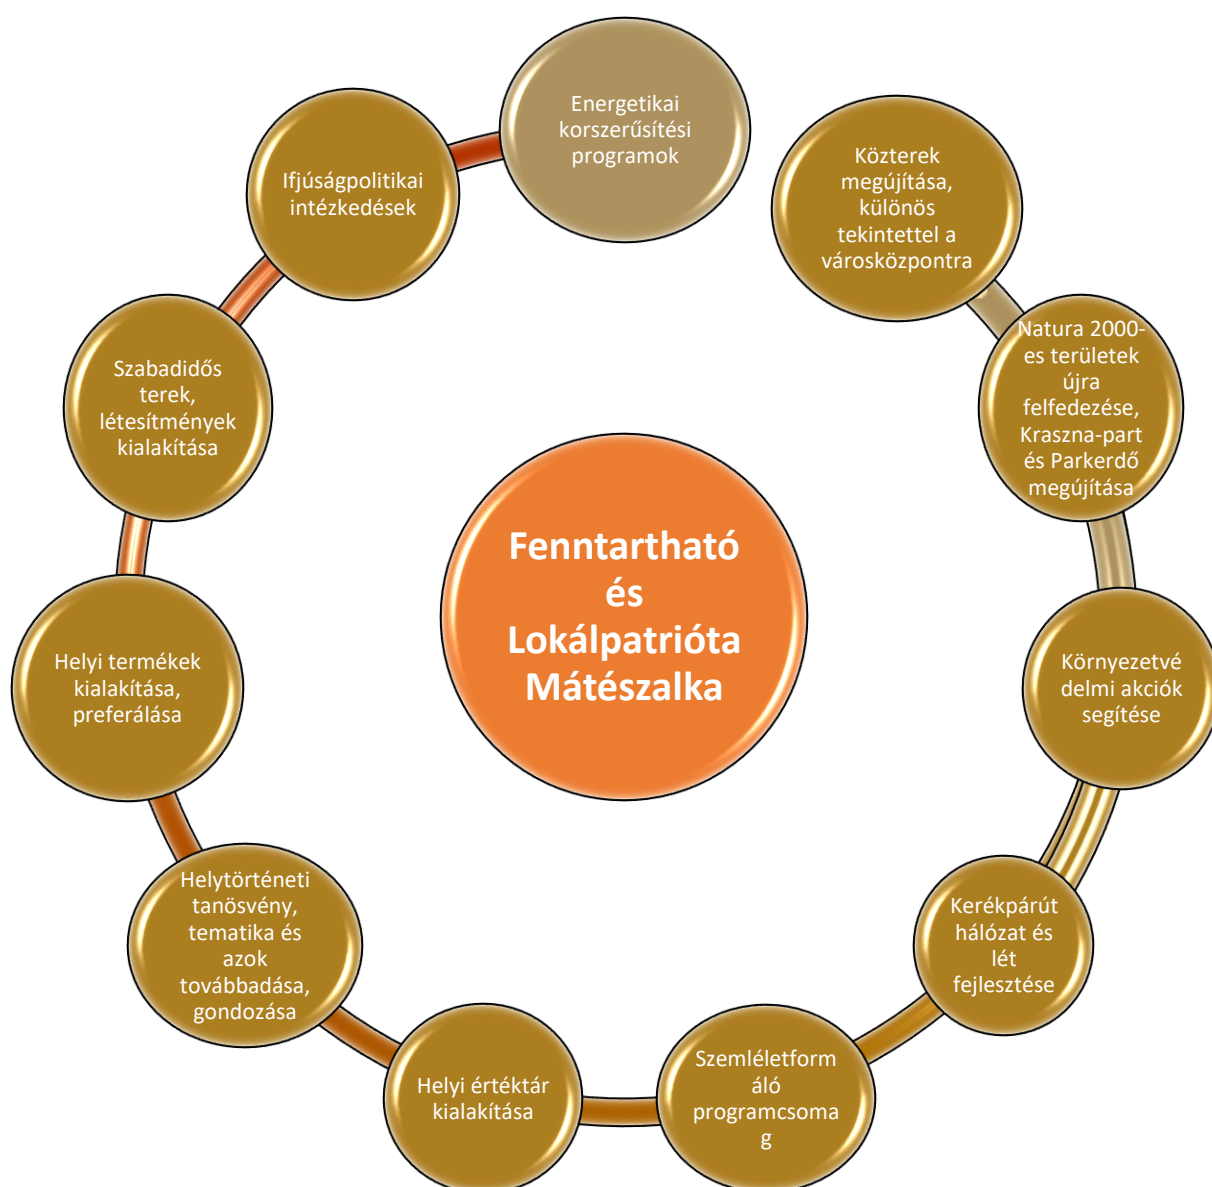 Energetikai
korszerűsítési
programok
Közterek
megújítása,
különös
tekintettel a
városközpontra
Natura 2000-
es területek
újra
felfedezése,
Kraszna-part
és Parkerdő
megújítása
Környezetvé
delmi akciók
segítése
Kerékpárút
hálózat és
lét
fejlesztése
Szemléletform
áló
programcsoma
g
Helyi értéktár
kialakítása
Helytörténeti
tanösvény,
tematika és
azok
továbbadása,
gondozása
Helyi termékek
kialakítása,
preferálása
Szabadidős
terek,
létesítmények
kialakítása
Ifjúságpolitikai
intézkedések
Fenntartható
és
Lokálpatrióta
Mátészalka